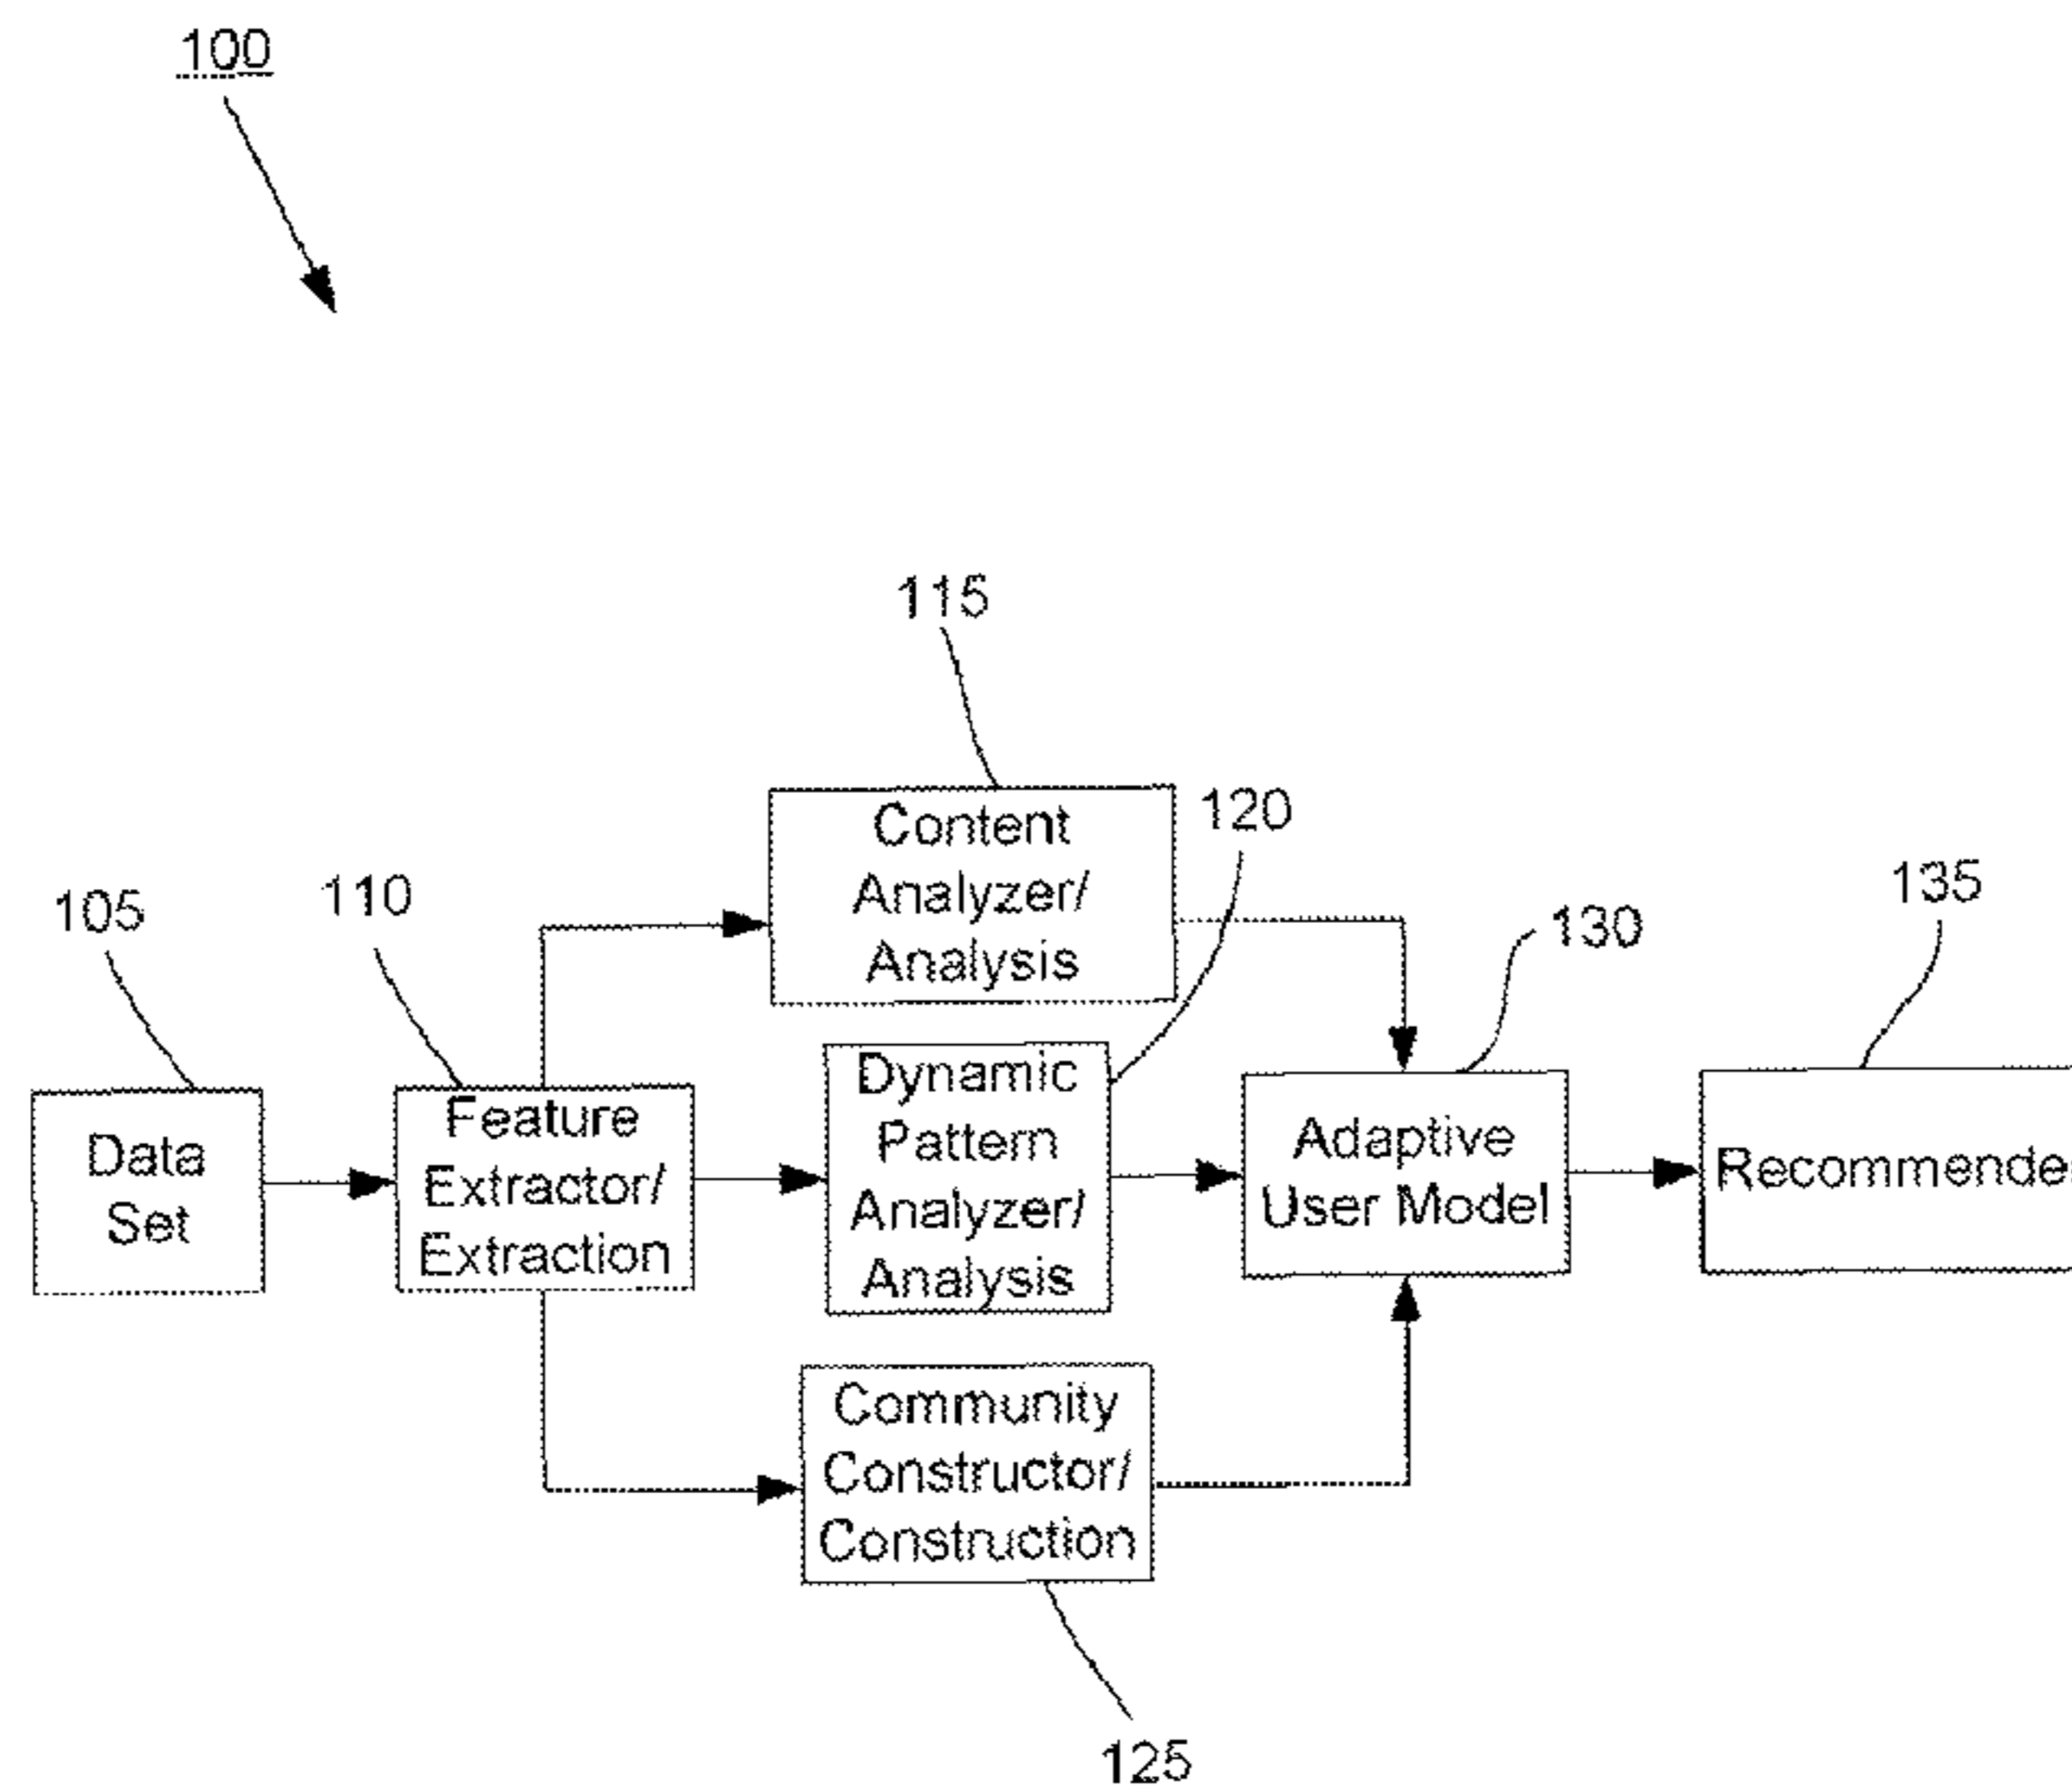 100
115
Content
Analyzer/
Analysis
120
105
110
130
135
Data
Set
Feature
Extractor/
Extraction
Dynamic
Pattern
Analyzer/
Analysis
Adaptive
User Model
Community
Constructor/
Construction
125